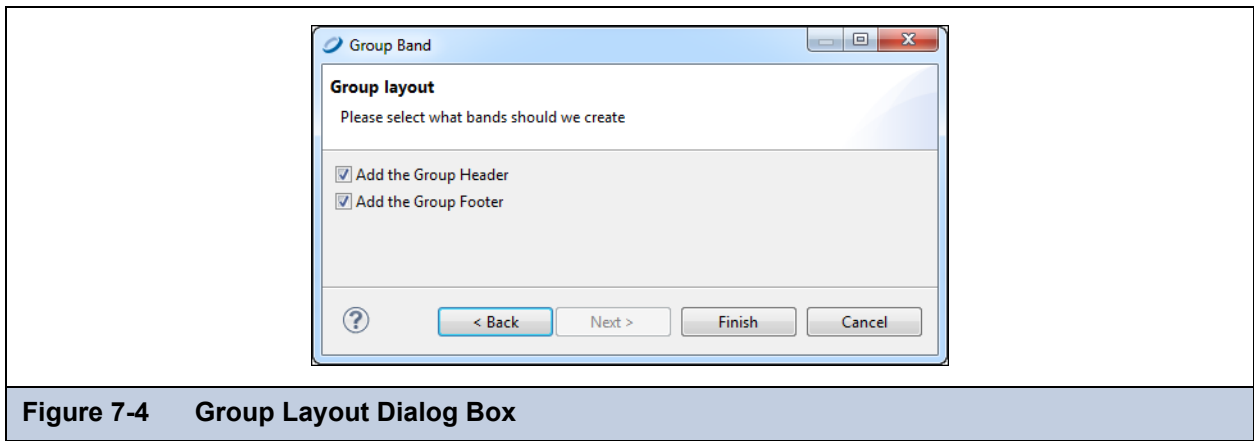 Group Band
Group layout
Please select what bands should we create
Add the Group Header
Add the Group Footer
? < Back Next > Finish Cancel
Figure 7-4 Group Layout Dialog Box